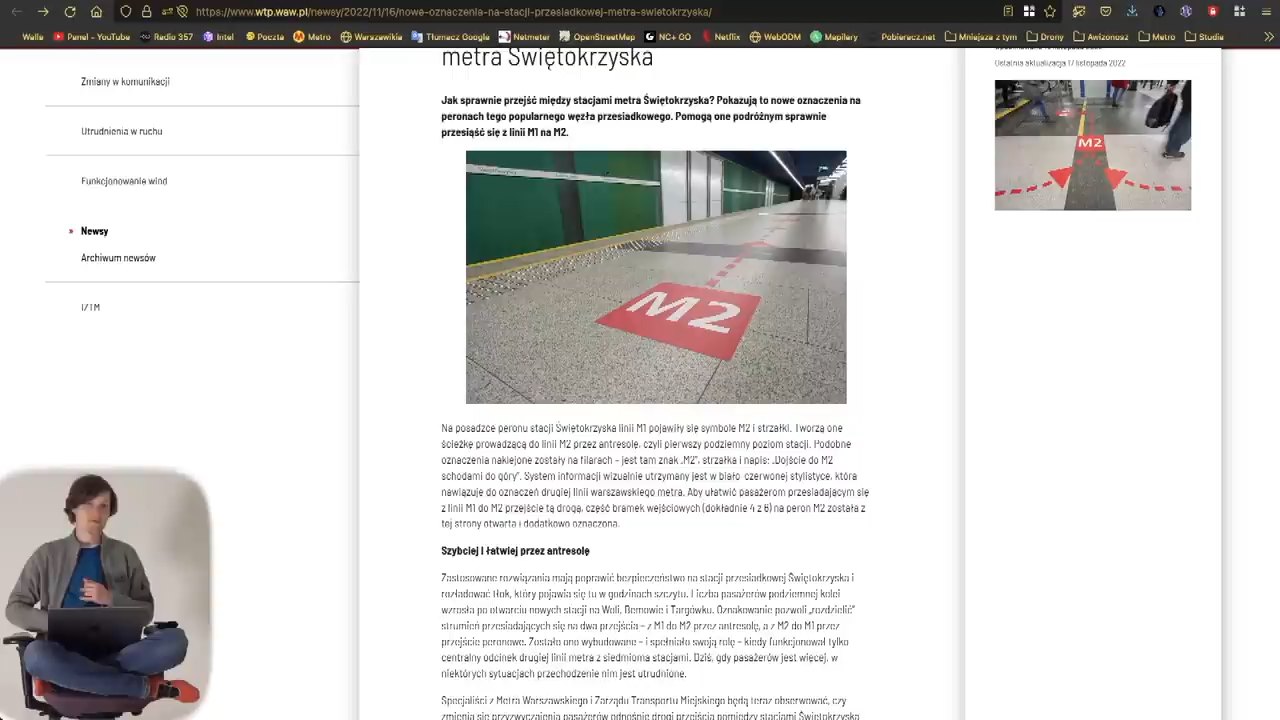 https://www.wtp.waw.pl/newsy/2022/11/16/nowe-oznaczenia-na-stacji-przesiadkowej-metra-swietokrzyska/
Walle Panel - YouTube Radio 357 Intel Poczta Metro Warszawikia Tłumacz Google Netmeter OpenStreetMap NC+ GO Netflix WebODM Mapillary Pobieracz.net Mierzące z tym Drony Awizonosz Metro Studia
Zmiany w komunikacji
Utrudnienia w ruchu
Funkcjonowanie wind
» Newsy
Archiwum newsów
metra Świętokrzyska
Jak sprawnie przejść między stacjami metra Świętokrzyska? Pokazują to nowe oznaczenia na
peronach tego popularnego węzła przesiadkowego. Pomogą one podróżnym sprawnie
przesiąść się z linii M1 na M2.
M2
Na posadzce peronu stacji Świętokrzyska linii M1 pojawiły się symbole M2 i strzałki. Tworzą one
ścieżkę prowadzącą do linii M2 przez antresolę, czyli pierwszy podziemny poziom stacji. Podobne
oznaczenia naklejone zostały na filarach – jest tam znak „M2”, strzałka i napis: „Dojście do M2
schodami do góry”. System informacji wizualnie utrzymany jest w biało-czerwonej stylistyce, która
nawiązuje do oznaczeń drugiej linii warszawskiego metra. Aby ułatwić pasażerom przesiadającym się
z linii M1 do M2 przejście tą drogą, część bramek wejściowych (dokładnie 4 z 6) na peron M2 została z
tej strony otwarta i dodatkowo oznaczona.
Szybciej i łatwiej przez antresolę
Zastosowane rozwiązania mają poprawić bezpieczeństwo na stacji przesiadkowej Świętokrzyska i
rozładować tłok, który pojawia się tu w godzinach szczytu. Liczba pasażerów podziemnej kolei
wzrosła po otwarciu nowych stacji na Woli, Bemowie i Targówku. Oznakowanie pozwoli „rozdzielić”
strumień przesiadających się na dwa przejścia – z M1 do M2 przez antresolę, a z M2 do M1 przez
przejście peronowe. Zostało ono wybudowane – i spełniało swoją rolę – kiedy funkcjonował tylko
centralny odcinek drugiej linii metra z siedmioma stacjami. Dziś, gdy pasażerów jest więcej, w
niektórych sytuacjach przechodzenie nim jest utrudnione.
Specjaliści z Metra Warszawskiego i Zarządu Transportu Miejskiego będą teraz obserwować, czy
zmienią się przyzwyczajenia pasażerów odnośnie drogi przejścia pomiędzy stacjami Świętokrzyska
Ostatnia aktualizacja 17 listopada 2022
M2